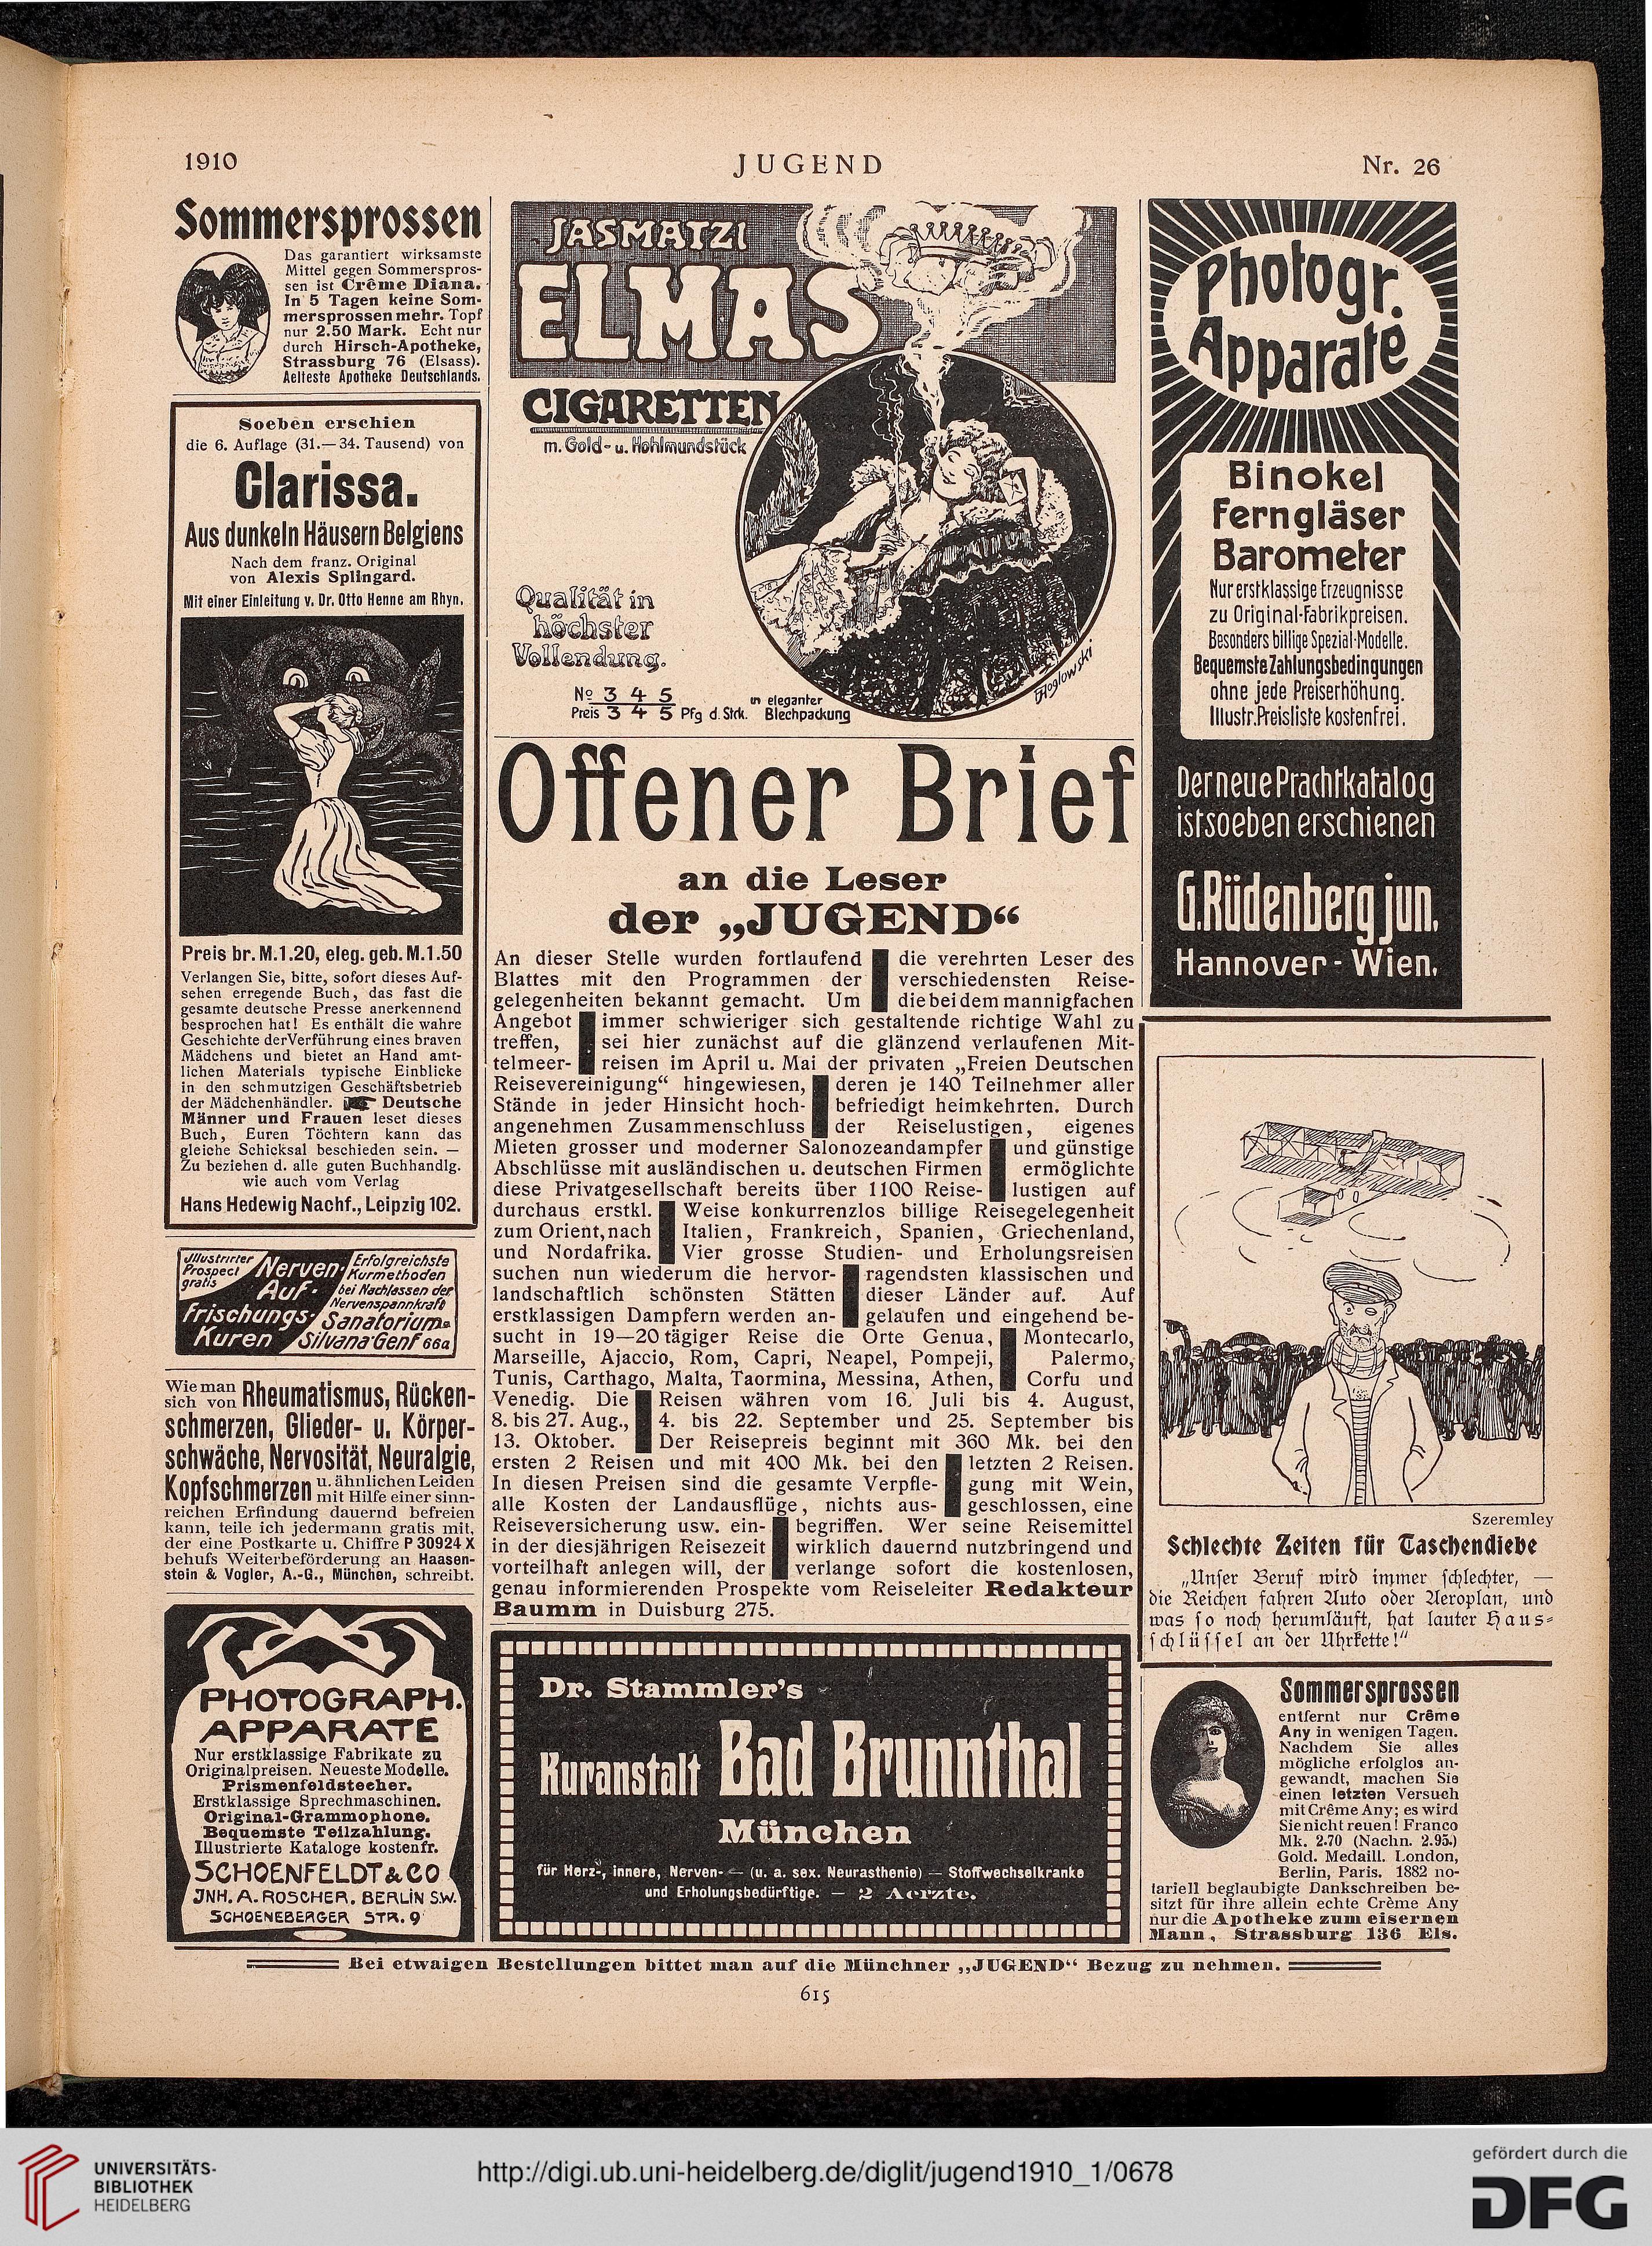 1910
JUGEND
Nr. 26
Sommersprossen
Das garantiert wirksamste
Mittel gegen Sommerspros-
sen ist Crême Diana.
In 5 Tagen keine Som-
mersprossen mehr. Topf
nur 2.50 Mark. Echt nur
durch Hirsch-Apotheke,
Strassburg 76 (Elsass).
Aelteste Apotheke Deutschlands.
Soeben erschien
die 6. Auflage (31.—34. Tausend) von
Clarissa.
Aus dunkeln Häusern Belgiens
Nach dem franz. Original
von Alexis Splingard.
Mit einer Einleitung v. Dr. Otto Henne am Rhyn.
Preis br. M.1.20, eleg. geb. M.1.50
Verlangen Sie, bitte, sofort dieses Auf-
sehen erregende Buch, das fast die
gesamte deutsche Presse anerkennend
besprochen hat! Es enthält die wahre
Geschichte der Verführung eines braven
Mädchens und bietet an Hand amt-
lichen Materials typische Einblicke
in den schmutzigen Geschäftsbetrieb
der Mädchenhändler. ☛ Deutsche
Männer und Frauen leset dieses
Buch, Euren Töchtern kann das
gleiche Schicksal beschieden sein. —
Zu beziehen d. alle guten Buchhandlg.
wie auch vom Verlag
Hans Hedewig Nachf., Leipzig 102.
Jllustrirter
Prospect
gratis
Nerven-
Auf-
frischungs-
Kuren
Erfolgreichste
Kurmethoden
bei Nachlassen der
Nervenspannkraft
Sanatorium
Silvana Genf 66a
Wie man
sich von Rheumatismus, Rücken-
schmerzen, Glieder- u. Körper-
schwäche, Nervosität, Neuralgie,
Kopfschmerzen u. ähnlichen Leiden
mit Hilfe einer sinn-
reichen Erfindung dauernd befreien
kann, teile ich jedermann gratis mit,
der eine Postkarte u. Chiffre P 30924 X
behufs Weiterbeförderung an Haasen-
stein & Vogler, A.-G., München, schreibt.
PHOTOGRAPH.
APPARATE
Nur erstklassige Fabrikate zu
Originalpreisen. Neueste Modelle.
Prismenfeldstecher.
Erstklassige Sprechmaschinen.
Original-Grammophone.
Bequemste Teilzahlung.
Illustrierte Kataloge kostenfr.
SCHOENFELDT & CO
JNH. A. ROSCHER. BERLIN S.W.
SCHOENEBERGER STR. 9
JASMATZI
ELMAS
CIGARETTEN
m. Gold- u. Hohlmundstück
Qualität in
höchster
Vollendung.
No 3 4 5
Preis 3 4 5 Pfg d. Stck.
in eleganter
Blechpackung
Offener Brief
an die Leser
der „JUGEND“
An dieser Stelle wurden fortlaufend die verehrten Leser des
Blattes mit den Programmen der verschiedensten Reise-
gelegenheiten bekannt gemacht. Um die bei dem mannigfachen
Angebot immer schwieriger sich gestaltende richtige Wahl zu
treffen, sei hier zunächst auf die glänzend verlaufenen Mit-
telmeer- reisen im April u. Mai der privaten „Freien Deutschen
Reisevereinigung“ hingewiesen, deren je 140 Teilnehmer aller
Stände in jeder Hinsicht hoch- befriedigt heimkehrten. Durch
angenehmen Zusammenschluss der Reiselustigen, eigenes
Mieten grosser und moderner Salonozeandampfer und günstige
Abschlüsse mit ausländischen u. deutschen Firmen ermöglichte
diese Privatgesellschaft bereits über 1100 Reise- lustigen auf
durchaus erstkl. Weise konkurrenzlos billige Reisegelegenheit
zum Orient, nach Italien, Frankreich, Spanien, Griechenland,
und Nordafrika. Vier grosse Studien- und Erholungsreisen
suchen nun wiederum die hervor- ragendsten klassischen und
landschaftlich schönsten Stätten dieser Länder auf. Auf
erstklassigen Dampfern werden an- gelaufen und eingehend be-
sucht in 19—20 tägiger Reise die Orte Genua, Montecarlo,
Marseille, Ajaccio, Rom, Capri, Neapel, Pompeji, Palermo,
Tunis, Carthago, Malta, Taormina, Messina, Athen, Corfu und
Venedig. Die Reisen währen vom 16. Juli bis 4. August,
8. bis 27. Aug., 4. bis 22. September und 25. September bis
13. Oktober. Der Reisepreis beginnt mit 360 Mk. bei den
ersten 2 Reisen und mit 400 Mk. bei den letzten 2 Reisen.
In diesen Preisen sind die gesamte Verpfle- gung mit Wein,
alle Kosten der Landausflüge, nichts aus- geschlossen, eine
Reiseversicherung usw. ein- begriffen. Wer seine Reisemittel
in der diesjährigen Reisezeit wirklich dauernd nutzbringend und
vorteilhaft anlegen will, der verlange sofort die kostenlosen,
genau informierenden Prospekte vom Reiseleiter Redakteur
Baumm in Duisburg 275.
Dr. Stammler's
Kuranstalt Bad Brunnthal
München
für Herz-, innere, Nerven- — (u. a. sex. Neurasthenie) — Stoffwechselkranke
und Erholungsbedürftige. — 2 Aerzte.
Photogr.
Apparate
Binokel
Ferngläser
Barometer
Nur erstklassige Erzeugnisse
zu Original-Fabrikpreisen.
Besonders billige Spezial-Modelle.
Bequemste Zahlungsbedingungen
ohne jede Preiserhöhung.
Illustr. Preisliste kostenfrei.
Der neue Prachtkatalog
ist soeben erschienen
G. Rüdenberg jun.
Hannover - Wien.
Szeremley
Schlechte Zeiten für Taschendiebe
„Unser Beruf wird immer schlechter, —
die Reichen fahren Auto oder Aeroplan, und
was so noch herumläuft, hat lauter Haus-
schlüssel an der Uhrkette!“
Sommersprossen
entfernt nur Crême
Any in wenigen Tagen.
Nachdem Sie alles
mögliche erfolglos an-
gewandt, machen Sie
einen letzten Versuch
mit Crême Any; es wird
Sie nicht reuen! Franco
Mk. 2.70 (Nachn. 2.95.)
Gold. Medaill. London,
Berlin, Paris. 1882 no-
tariell beglaubigte Dankschreiben be-
sitzt für ihre allein echte Crème Any
nur die Apotheke zum eisernen
Mann, Strassburg 136 Els.
Bei etwaigen Bestellungen bittet man auf die Münchner „JUGEND“ Bezug zu nehmen.
615
UNIVERSITÄTS-
BIBLIOTHEK
HEIDELBERG
http://digi.ub.uni-heidelberg.de/diglit/jugend1910_1/0678
gefördert durch die
DFG